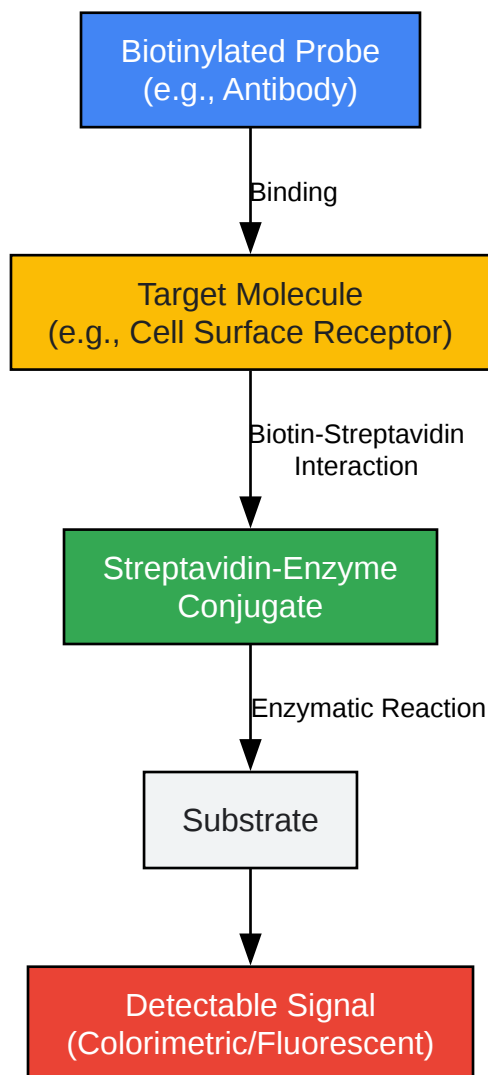 Biotinylated Probe
(e.g., Antibody)
Binding
Target Molecule
(e.g., Cell Surface Receptor)
Biotin-Streptavidin
Interaction
Streptavidin-Enzyme
Conjugate
Enzymatic Reaction
Substrate
Detectable Signal
(Colorimetric/Fluorescent)